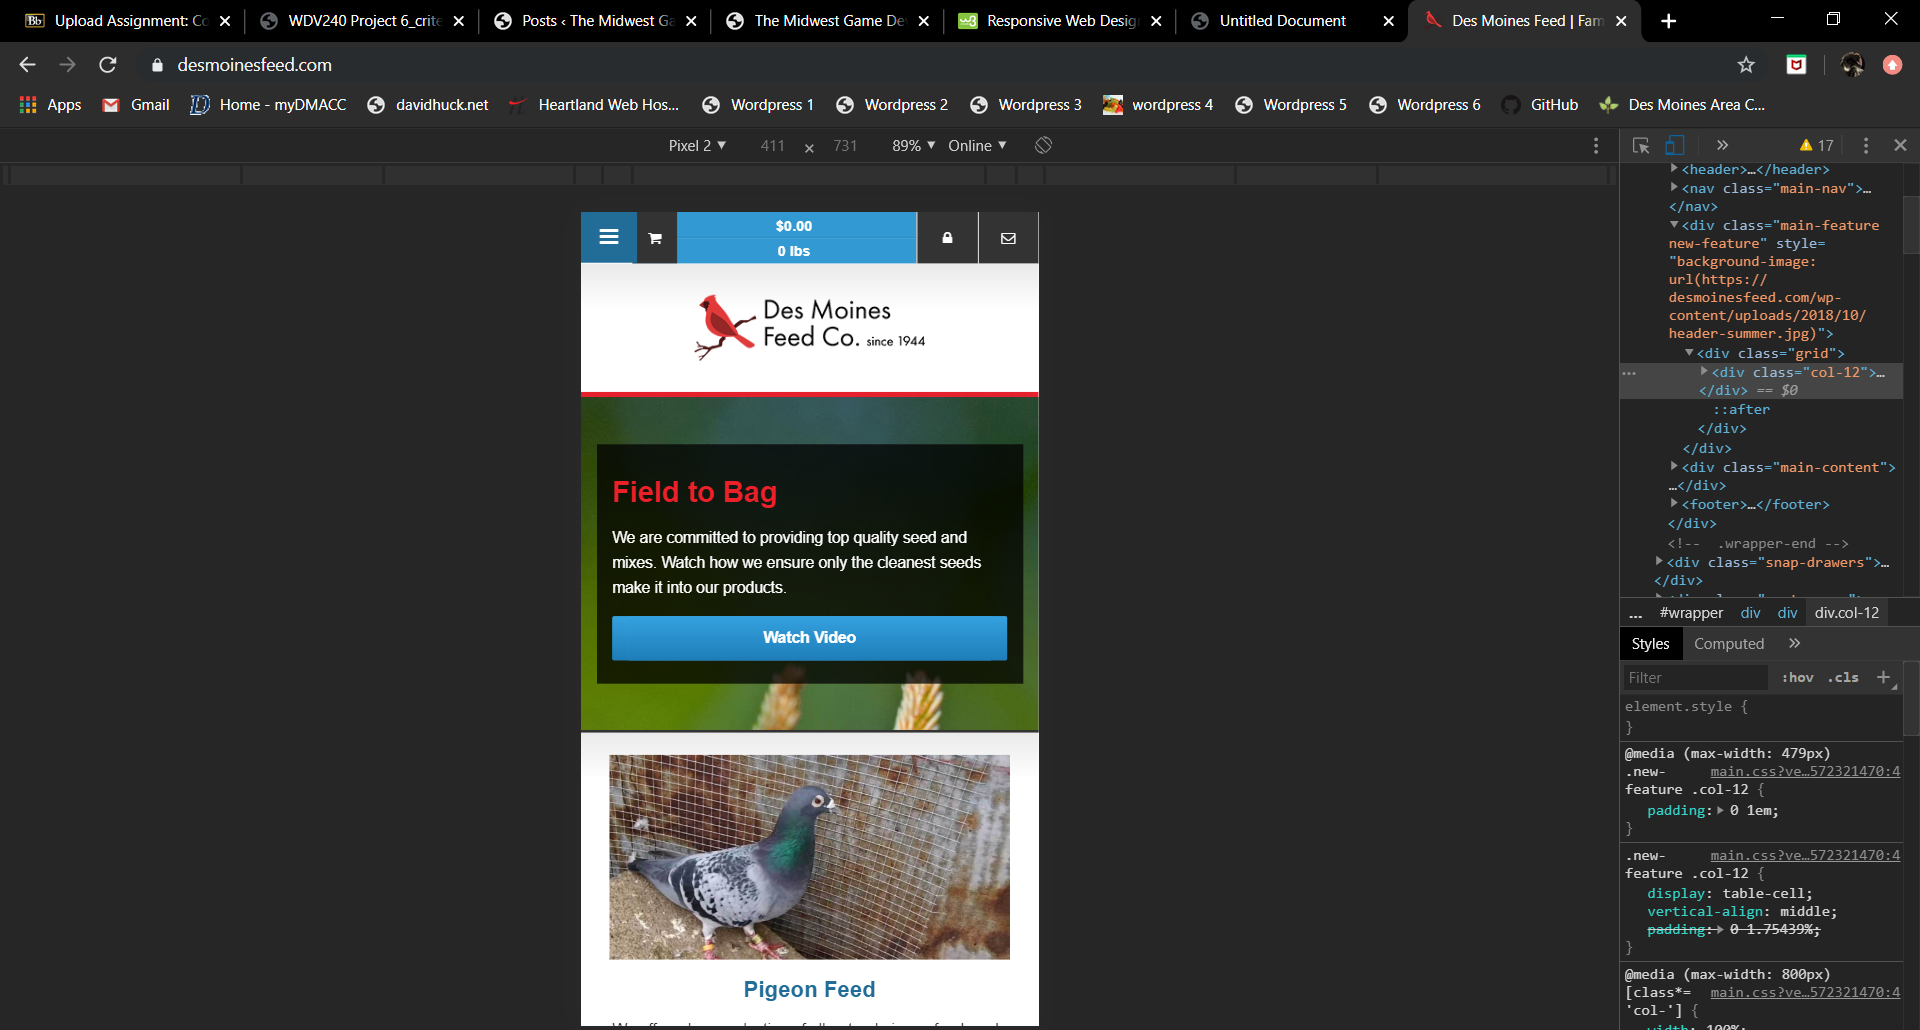 Bb Upload Assignment: Co
WDV240 Project 6_crite
Posts ‹ The Midwest Ga
The Midwest Game De
Responsive Web Desig
Untitled Document
Des Moines Feed | Fam
desmoinesfeed.com
Apps
Gmail
Home - myDMACC
davidhuck.net
Heartland Web Hos...
Wordpress 1
Wordpress 2
Wordpress 3
wordpress 4
Wordpress 5
Wordpress 6
GitHub
Des Moines Area C...
Pixel 2 ▼ 411 × 731 89% ▼ Online ▼
$0.00
0 lbs
Des Moines
Feed Co. since 1944
Field to Bag
We are committed to providing top quality seed and
mixes. Watch how we ensure only the cleanest seeds
make it into our products.
Watch Video
Pigeon Feed
17
<header>…</header>
<nav class="main-nav">…
</nav>
<div class="main-feature
new-feature" style=
"background-image:
url(https://
desmoinesfeed.com/wp-
content/uploads/2018/10/
header-summer.jpg)">
<div class="grid">
<div class="col-12">…
</div> == $0
::after
</div>
</div>
<div class="main-content">
…</div>
<footer>…</footer>
</div>
<!--  .wrapper-end -->
<div class="snap-drawers">…
</div>
... #wrapper div div div.col-12
Styles Computed »
Filter :hov .cls +
element.style {
}
@media (max-width: 479px)
.new- main.css?ve…572321470:4
feature .col-12 {
padding: 0 1em;
}
.new- main.css?ve…572321470:4
feature .col-12 {
display: table-cell;
vertical-align: middle;
padding: 0 1.75439%;
}
@media (max-width: 800px)
[class*= main.css?ve…572321470:4
'col-'] {
width: 100%;